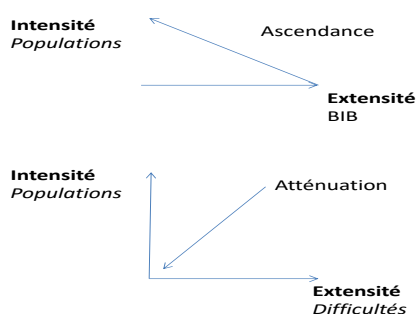 Intensité
Populations
Ascendance
Extensité
BIB
Intensité
Populations
Atténuation
Extensité
Difficultés